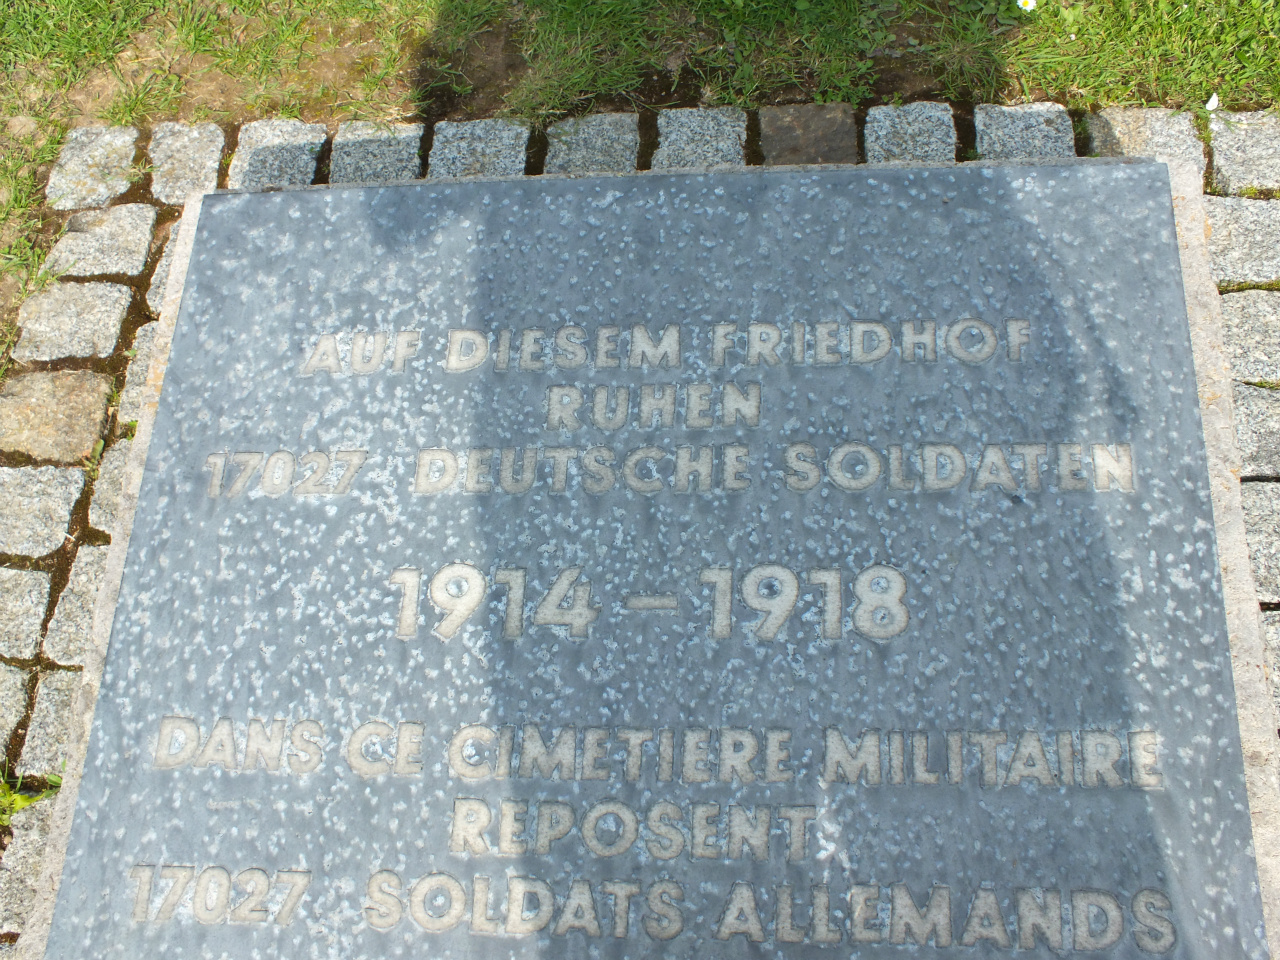 AUF DIESEM FRIEDHOF
RUHEN
17027 DEUTSCHE SOLDATEN
1914 – 1918
DANS CE CIMETIERE MILITAIRE
REPOSENT
17027 SOLDATS ALLEMANDS